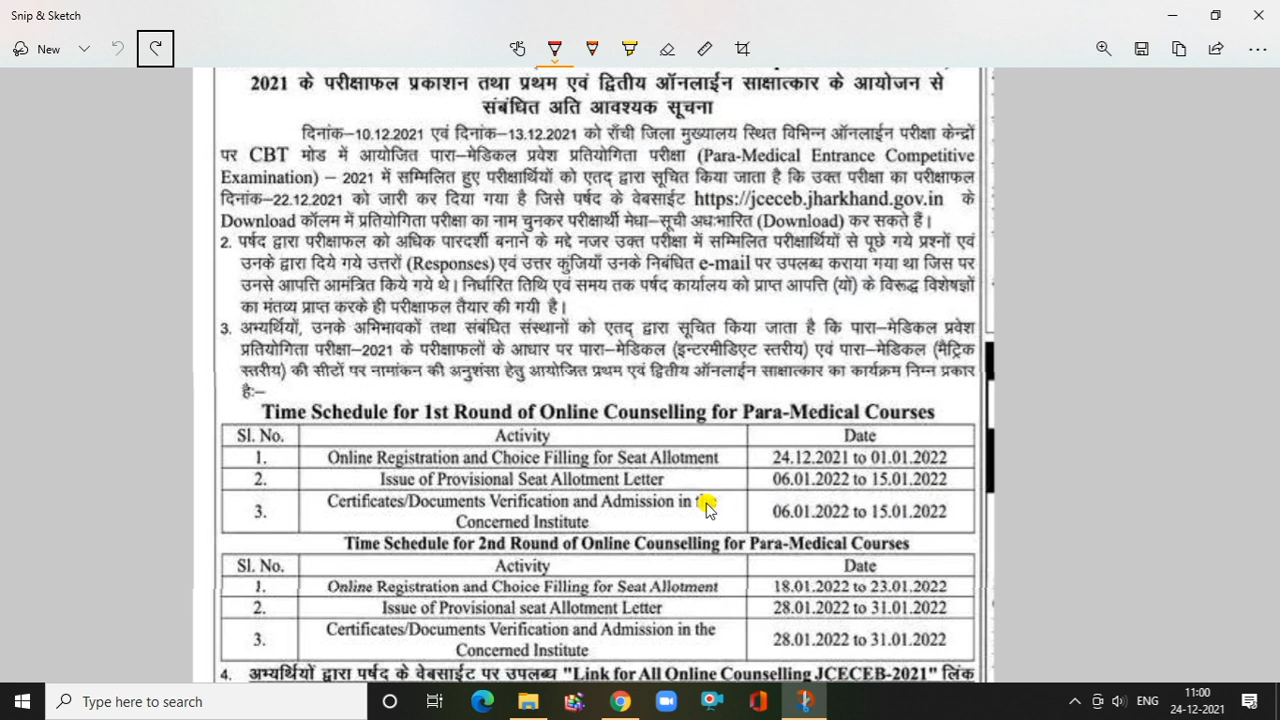 Snip & Sketch
New
2021 के परीक्षाफल प्रकाशन तथा प्रथम एवं द्वितीय ऑनलाईन साक्षात्कार के आयोजन से
संबंधित अति आवश्यक सूचना
दिनांक–10.12.2021 एवं दिनांक–13.12.2021 को राँची जिला मुख्यालय स्थित विभिन्न ऑनलाईन परीक्षा केन्द्रों
पर CBT मोड में आयोजित पारा–मेडिकल प्रवेश प्रतियोगिता परीक्षा (Para-Medical Entrance Competitive
Examination) – 2021 में सम्मिलित हुए परीक्षार्थियों को एतद् द्वारा सूचित किया जाता है कि उक्त परीक्षा का परीक्षाफल
दिनांक–22.12.2021 को जारी कर दिया गया है जिसे पर्षद के वेबसाईट https://jceceb.jharkhand.gov.in के
Download कॉलम में प्रतियोगिता परीक्षा का नाम चुनकर परीक्षार्थी मेधा–सूची अधःभारित (Download) कर सकते हैं।
2. पर्षद द्वारा परीक्षाफल को अधिक पारदर्शी बनाने के मद्दे नजर उक्त परीक्षा में सम्मिलित परीक्षार्थियों से पूछे गये प्रश्नों एवं
उनके द्वारा दिये गये उत्तरों (Responses) एवं उत्तर कुंजियाँ उनके निबंधित e-mail पर उपलब्ध कराया गया था जिस पर
उनसे आपत्ति आमंत्रित किये गये थे। निर्धारित तिथि एवं समय तक पर्षद कार्यालय को प्राप्त आपत्ति (यों) के विरूद्ध विशेषज्ञों
का मंतव्य प्राप्त करके ही परीक्षाफल तैयार की गयी है।
3. अभ्यर्थियों, उनके अभिभावकों तथा संबंधित संस्थानों को एतद् द्वारा सूचित किया जाता है कि पारा–मेडिकल प्रवेश
प्रतियोगिता परीक्षा–2021 के परीक्षाफलों के आधार पर पारा–मेडिकल (इन्टरमीडिएट स्तरीय) एवं पारा–मेडिकल (मैट्रिक
स्तरीय) की सीटों पर नामांकन की अनुशंसा हेतु आयोजित प्रथम एवं द्वितीय ऑनलाईन साक्षात्कार का कार्यक्रम निम्न प्रकार
है:–
Time Schedule for 1st Round of Online Counselling for Para-Medical Courses
Sl. No. Activity Date
1. Online Registration and Choice Filling for Seat Allotment 24.12.2021 to 01.01.2022
2. Issue of Provisional Seat Allotment Letter 06.01.2022 to 15.01.2022
3. Certificates/Documents Verification and Admission in the Concerned Institute 06.01.2022 to 15.01.2022
Time Schedule for 2nd Round of Online Counselling for Para-Medical Courses
Sl. No. Activity Date
1. Online Registration and Choice Filling for Seat Allotment 18.01.2022 to 23.01.2022
2. Issue of Provisional seat Allotment Letter 28.01.2022 to 31.01.2022
3. Certificates/Documents Verification and Admission in the Concerned Institute 28.01.2022 to 31.01.2022
4. अभ्यर्थियों द्वारा पर्षद के वेबसाईट पर उपलब्ध "Link for All Online Counselling JCECEB-2021" लिंक
Type here to search
ENG
11:00
24-12-2021